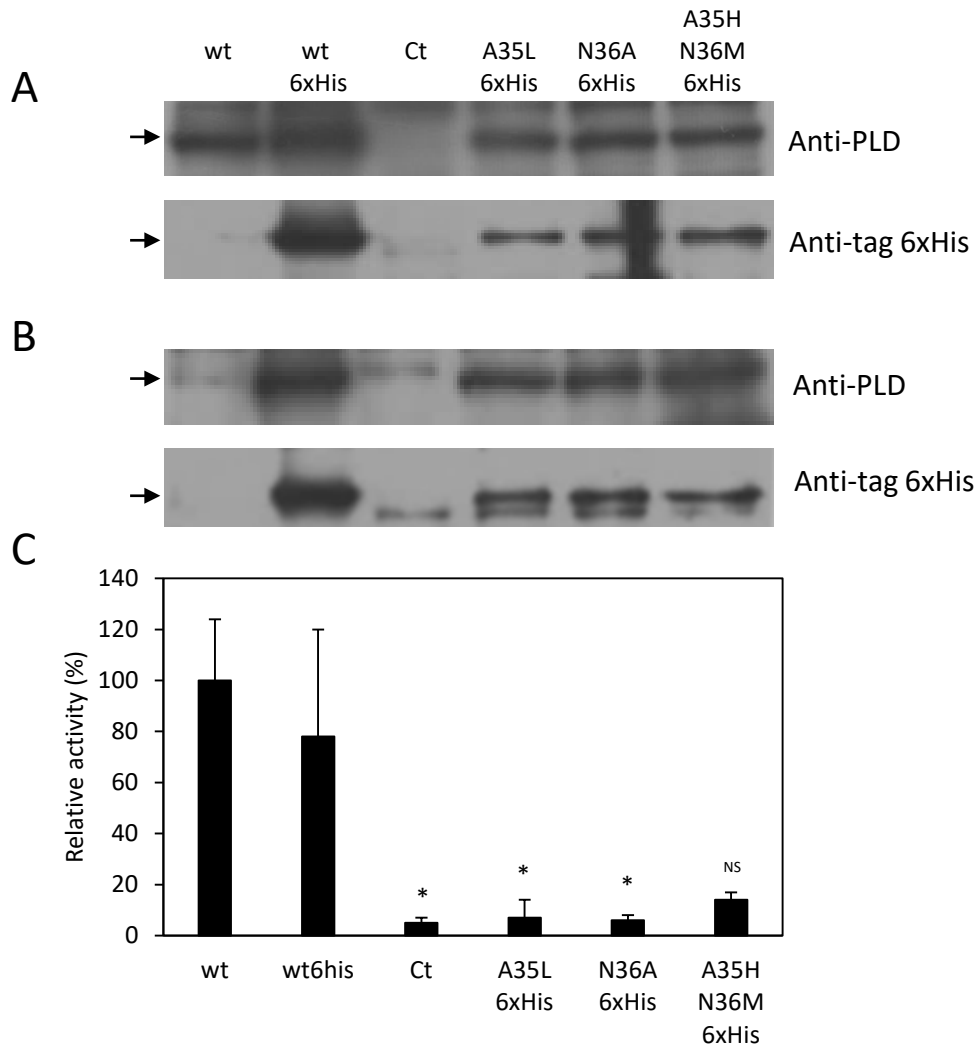 A35H
wt wt Ct A35L N36A N36M
6xHis 6xHis 6xHis 6xHis
A
Anti-PLD
Anti-tag 6xHis
B
Anti-PLD
Anti-tag 6xHis
C
140
120
100
80
60
40
20
0
Relative activity (%)
* * * NS
wt wt6his Ct A35L N36A A35H
6xHis 6xHis N36M
6xHis